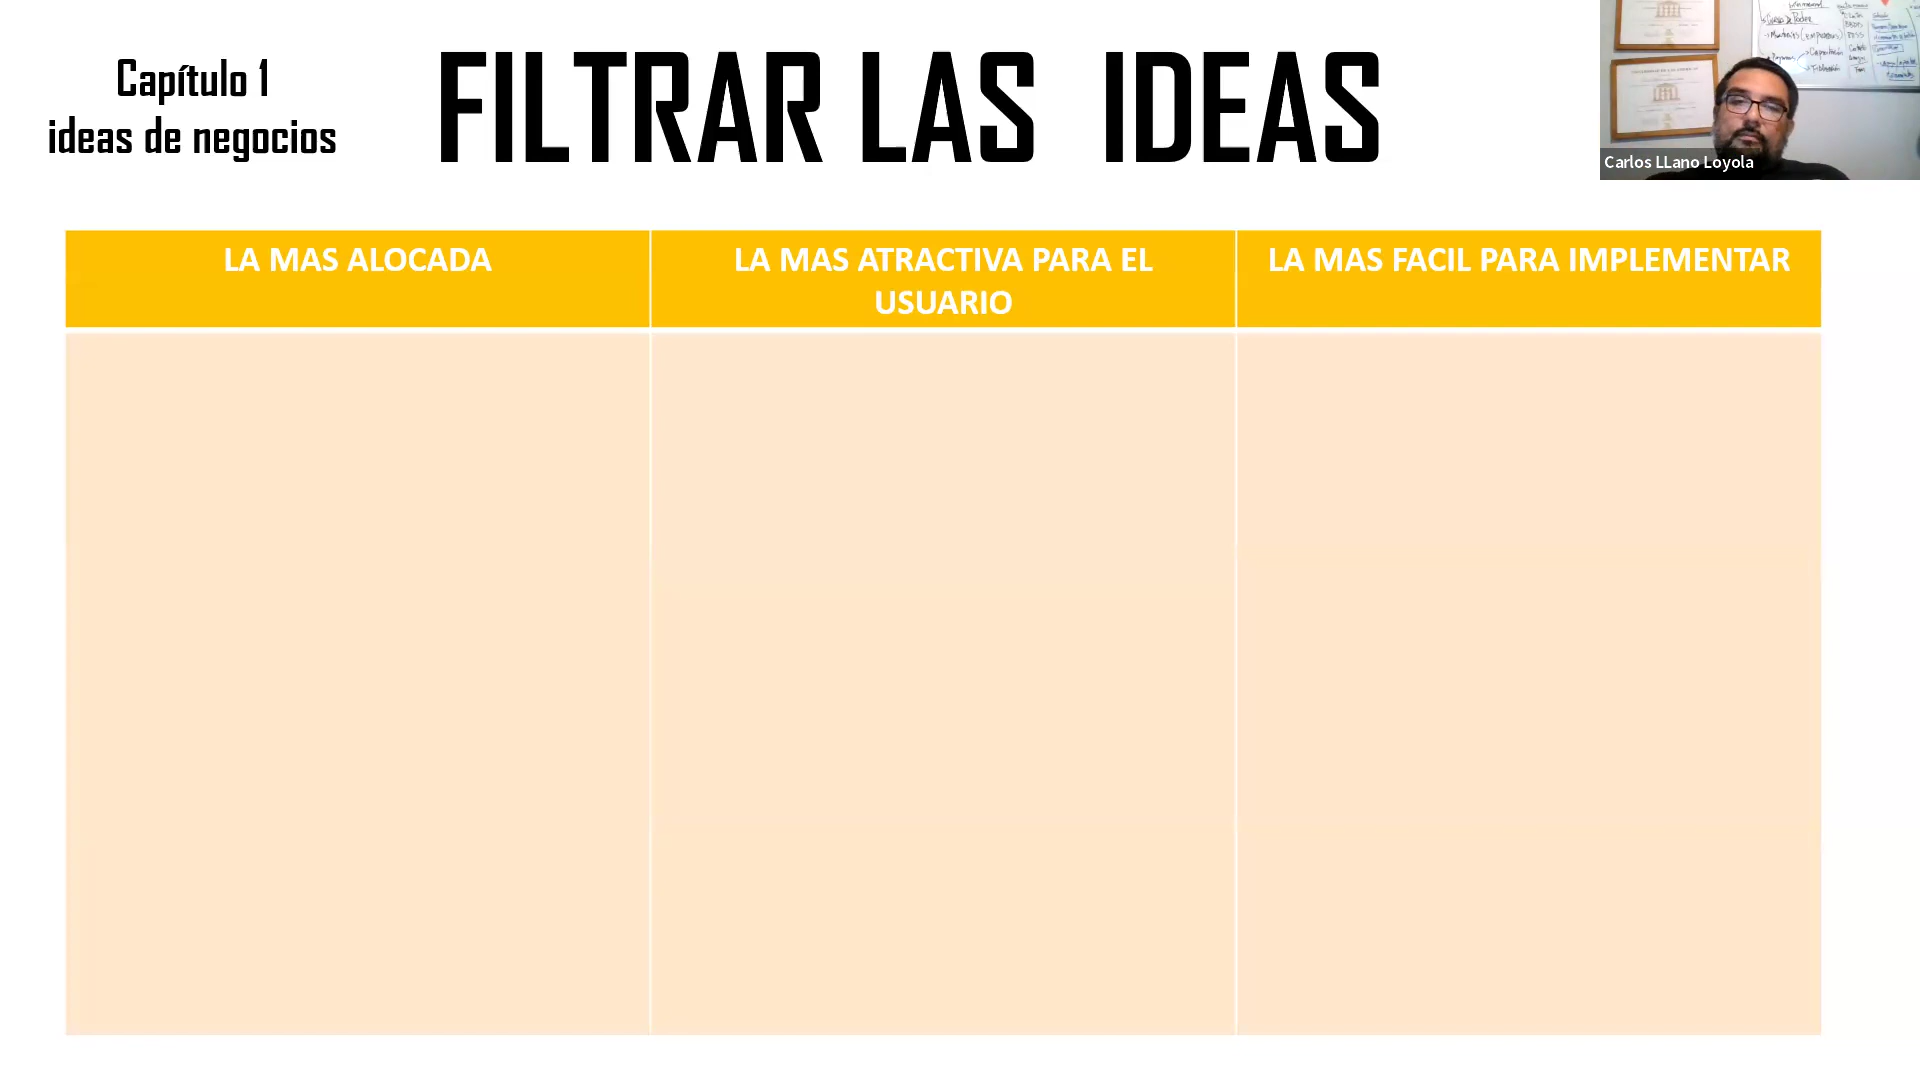 Capítulo 1
ideas de negocios
FILTRAR LAS IDEAS
Carlos LLano Loyola
LA MAS ALOCADA
LA MAS ATRACTIVA PARA EL
USUARIO
LA MAS FACIL PARA IMPLEMENTAR